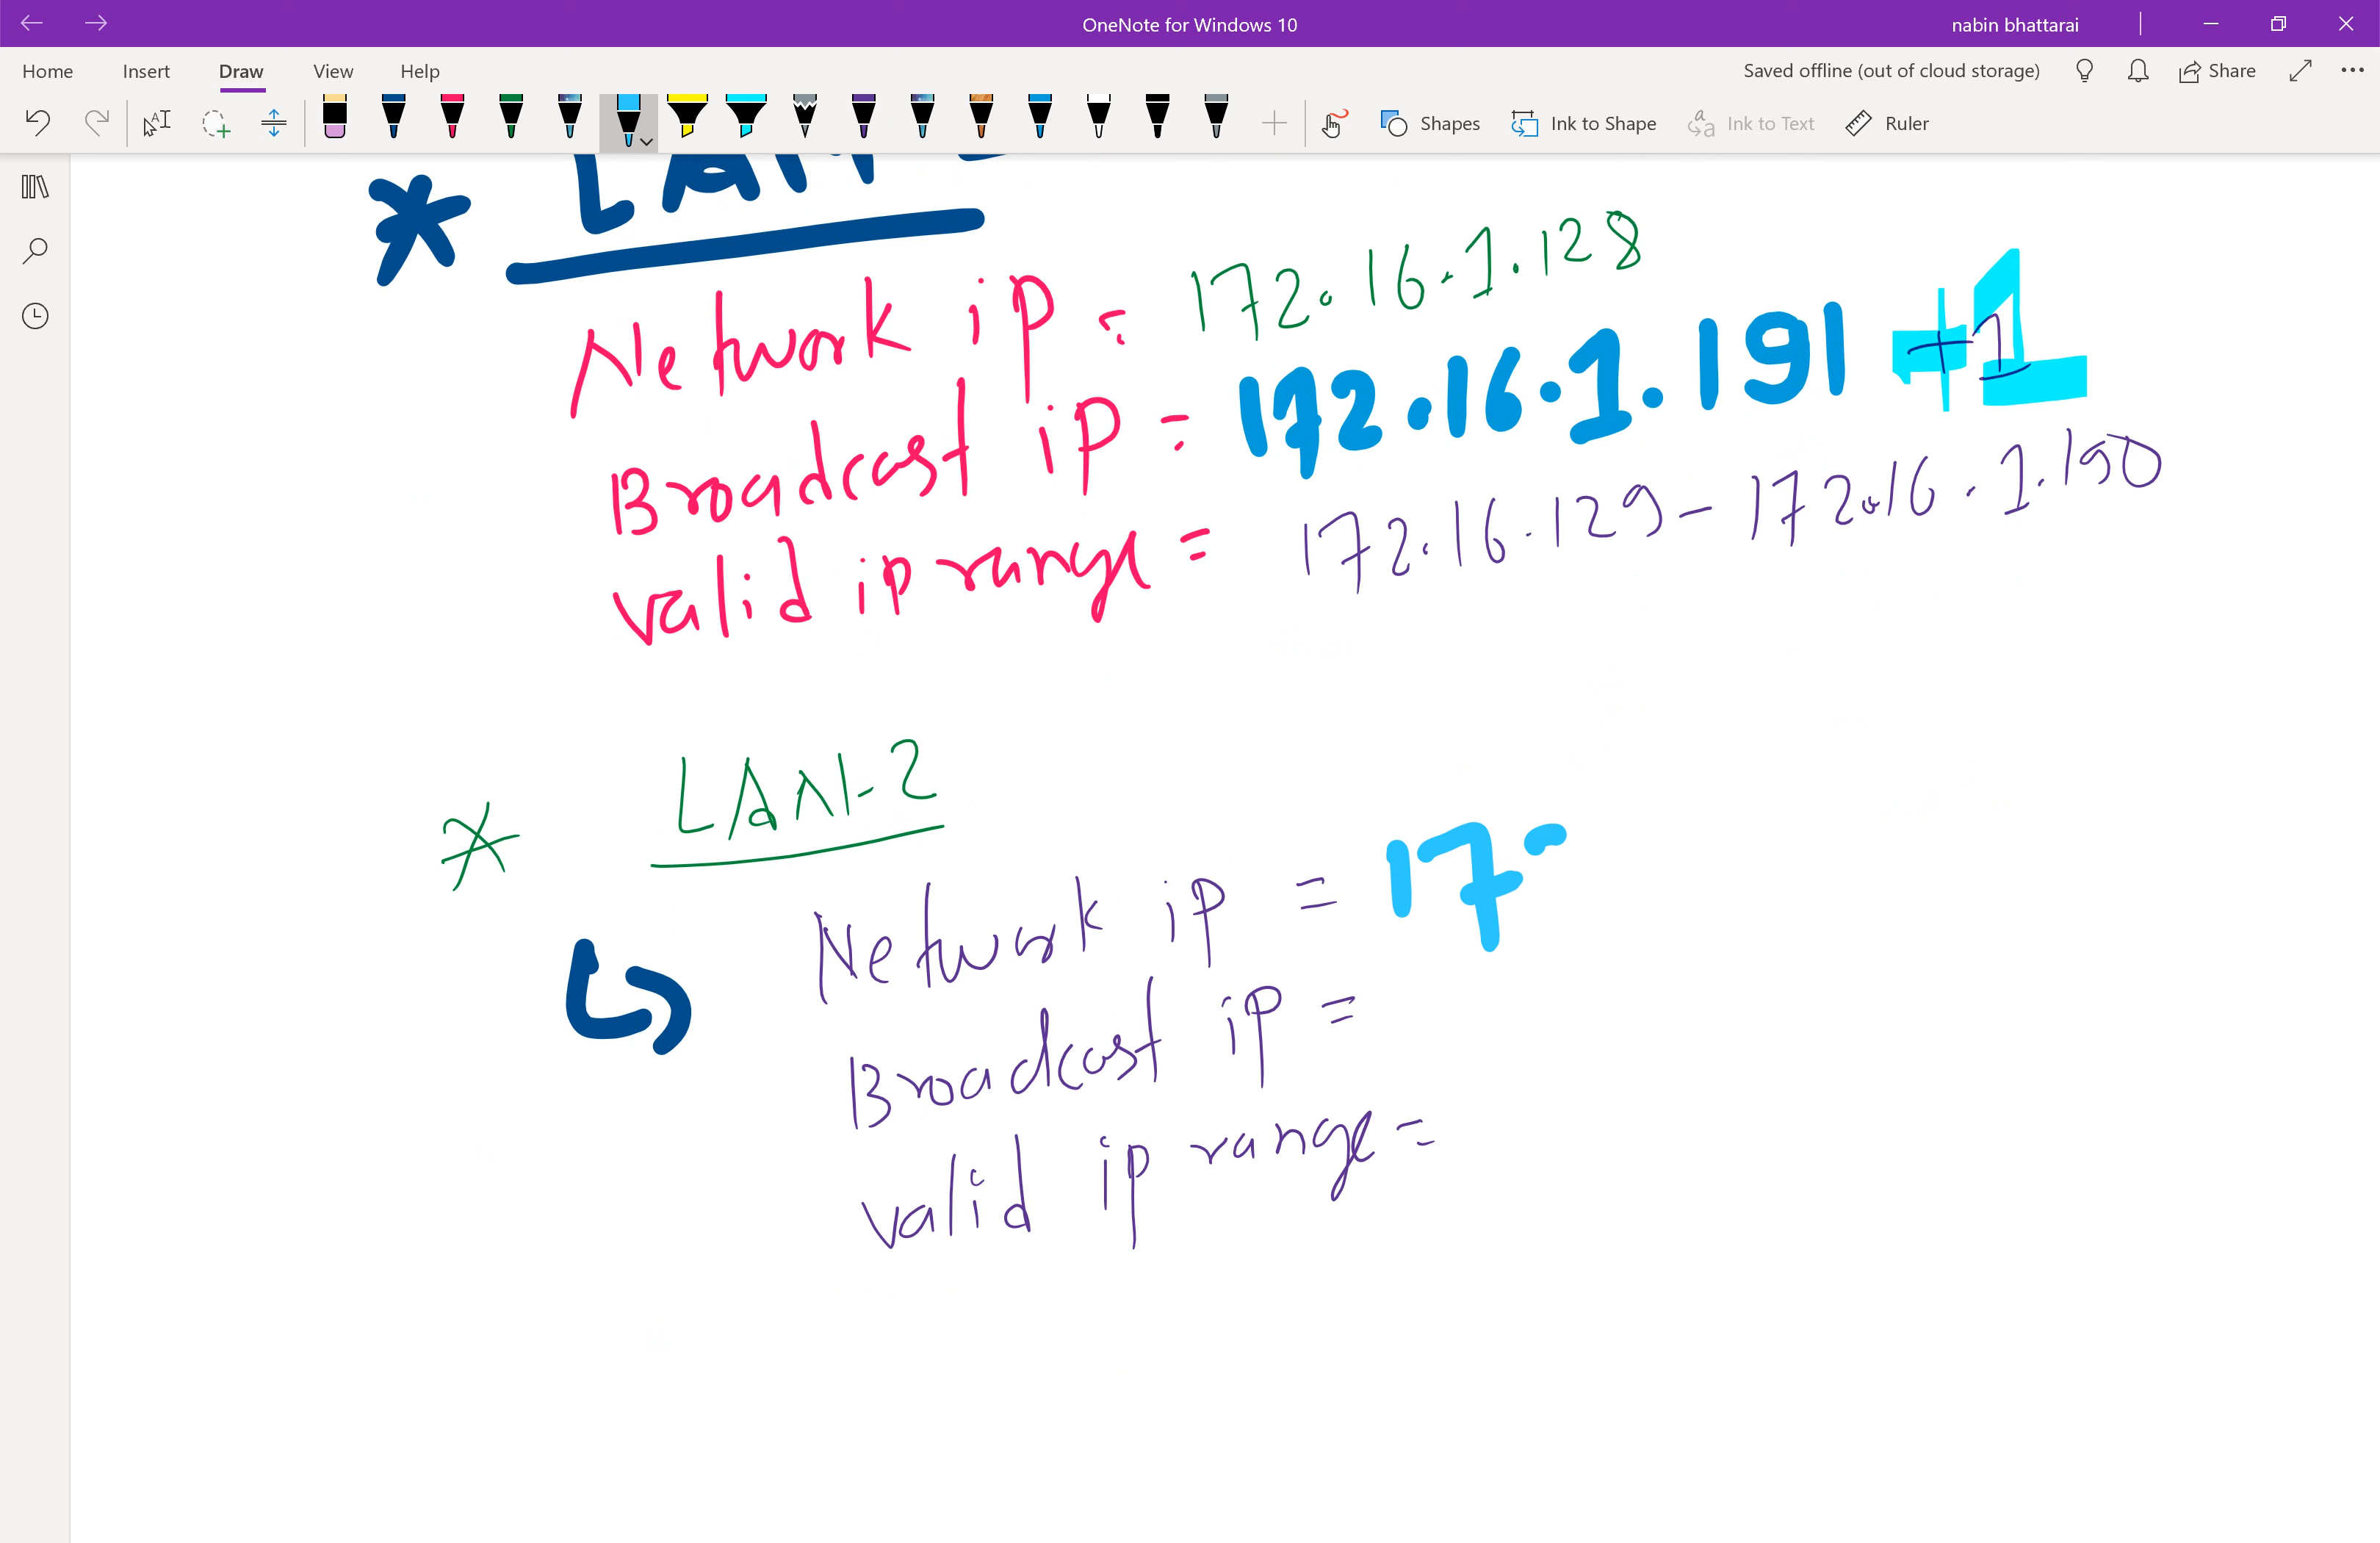 OneNote for Windows 10
nabin bhattarai
Home Insert Draw View Help
Saved offline (out of cloud storage)
Share
Shapes
Ink to Shape
Ink to Text
Ruler
* LAN
Network ip = 172.16.1.128
Broadcast ip = 172.16.1.191 +1
valid ip range = 172.16.129 - 172.16.1.190
* LAN-2
Network ip = 17
Broadcast ip =
valid ip range =